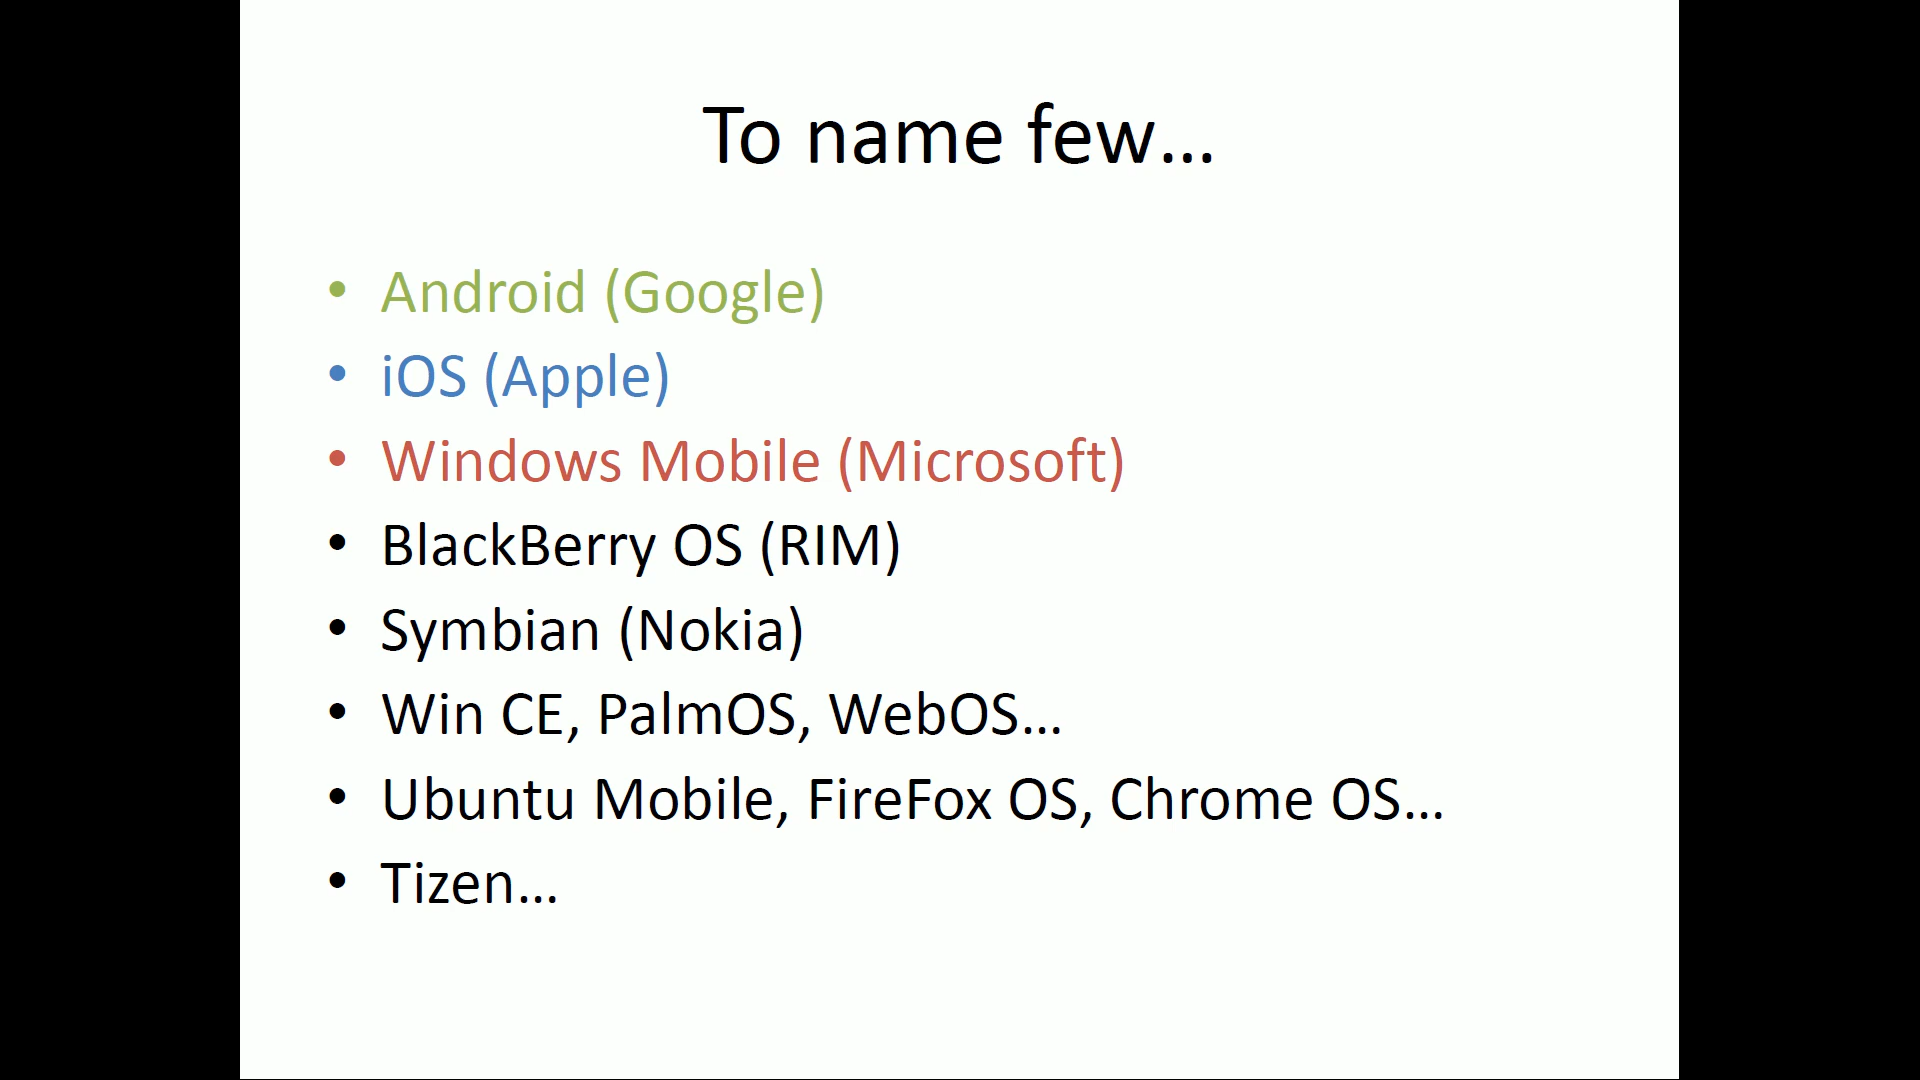 To name few...
• Android (Google)
• iOS (Apple)
• Windows Mobile (Microsoft)
• BlackBerry OS (RIM)
• Symbian (Nokia)
• Win CE, PalmOS, WebOS...
• Ubuntu Mobile, FireFox OS, Chrome OS...
• Tizen...